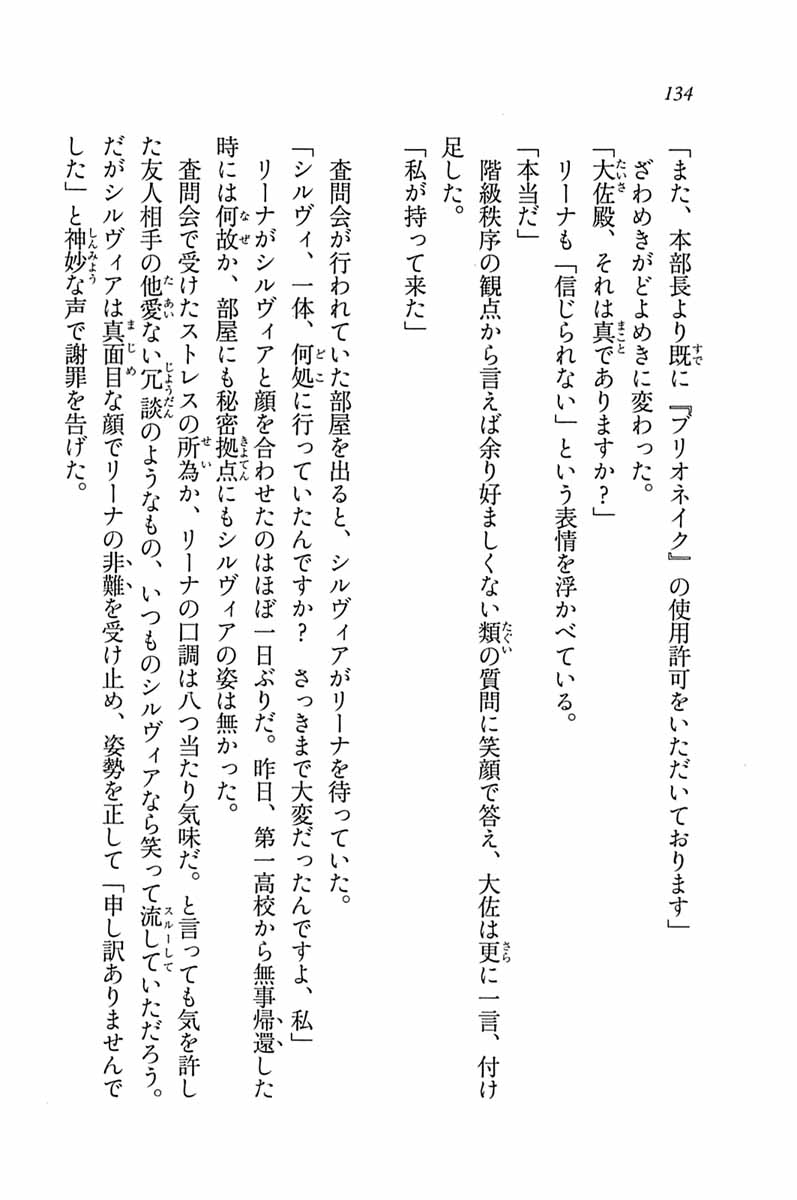 134
「また、本部長より既に『ブリオネイク』の使用許可をいただいております」
ざわめきがどよめきに変わった。
「大佐殿、それは真でありますか？」
リーナも「信じられない」という表情を浮かべている。
「本当だ」
階級秩序の観点から言えば余り好ましくない類の質問に笑顔で答え、大佐は更に一言、付け
足した。
「私が持って来た」
査問会が行われていた部屋を出ると、シルヴィアがリーナを待っていた。
「シルヴィ、一体、何処に行っていたんですか？　さっきまで大変だったんですよ、私」
リーナがシルヴィアと顔を合わせたのはほぼ一日ぶりだ。昨日、第一高校から無事帰還した
時には何故か、部屋にも秘密拠点にもシルヴィアの姿は無かった。
査問会で受けたストレスの所為か、リーナの口調は八つ当たり気味だ。と言っても気を許し
た友人相手の他愛ない冗談のようなもの、いつものシルヴィアなら笑って流していただろう。
だがシルヴィアは真面目な顔でリーナの非難を受け止め、姿勢を正して「申し訳ありませんで
した」と神妙な声で謝罪を告げた。